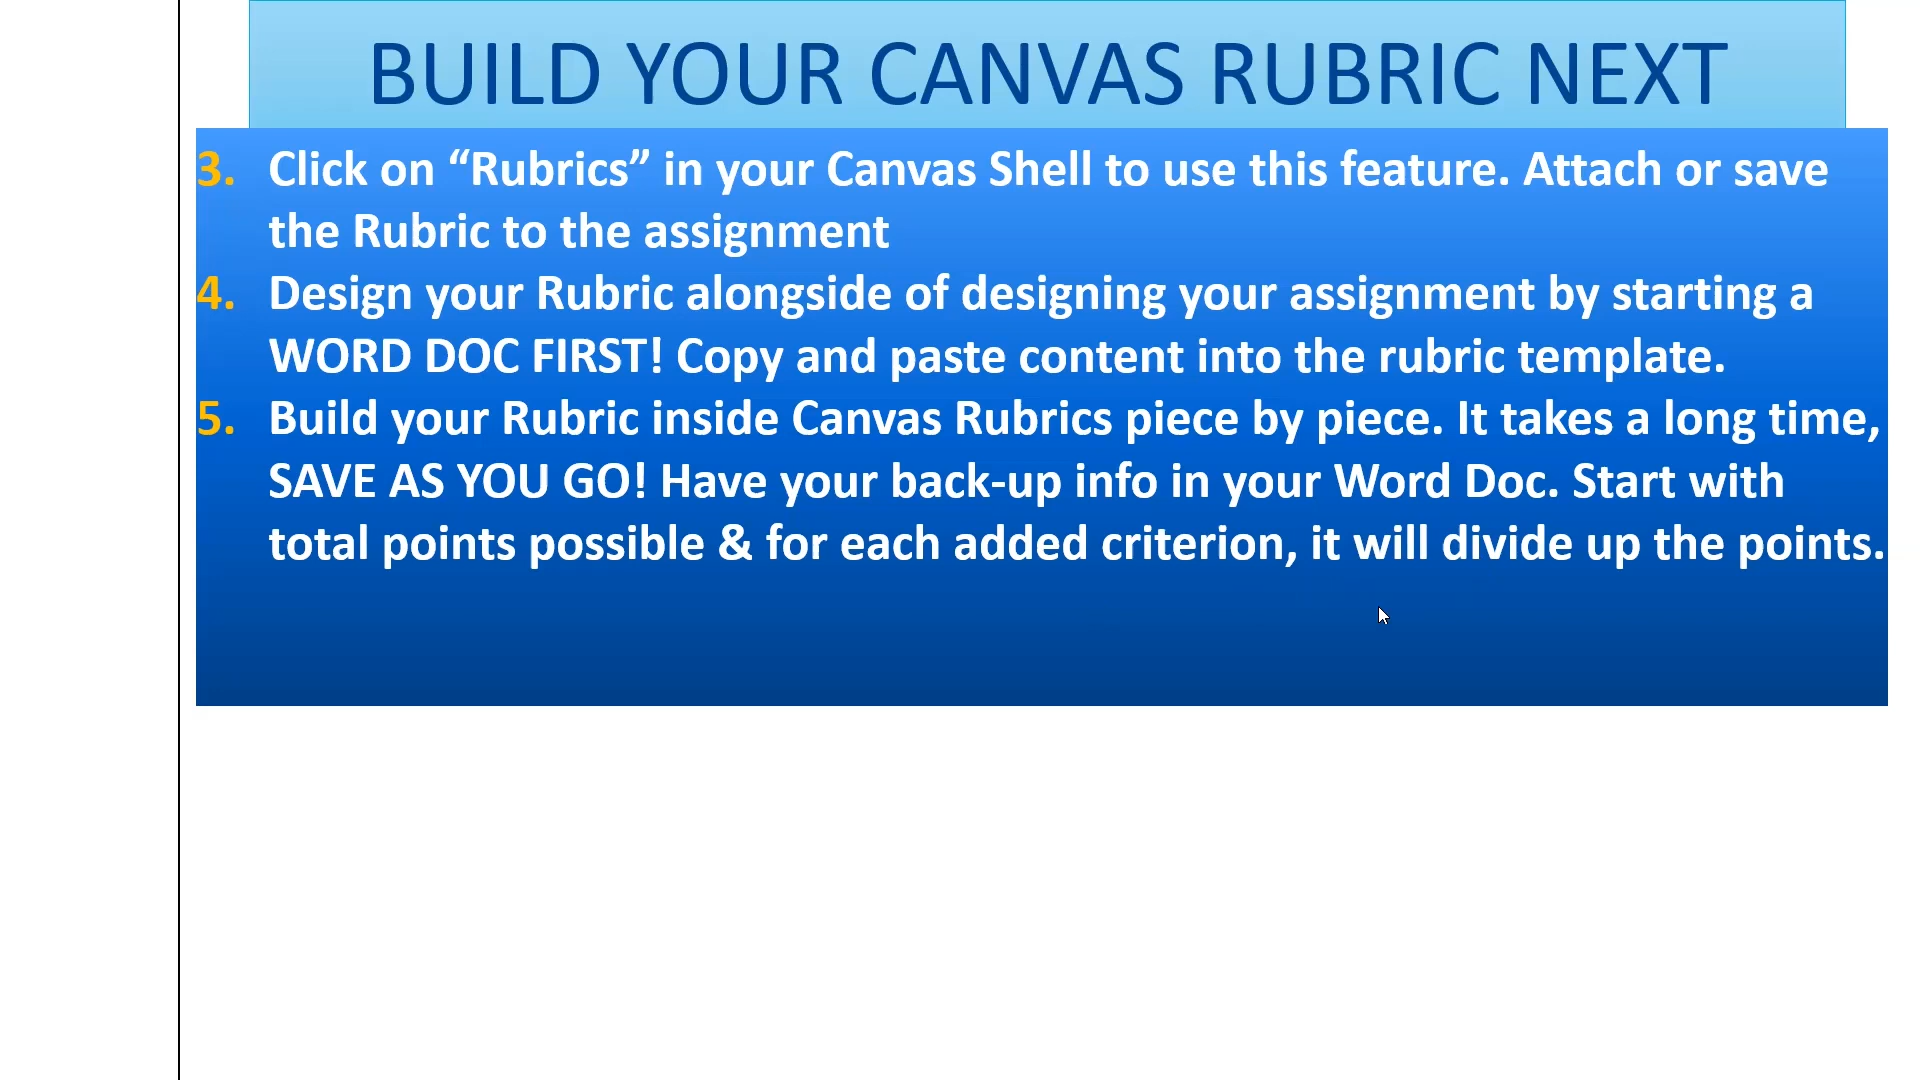 BUILD YOUR CANVAS RUBRIC NEXT
3. Click on “Rubrics” in your Canvas Shell to use this feature. Attach or save
the Rubric to the assignment
4. Design your Rubric alongside of designing your assignment by starting a
WORD DOC FIRST! Copy and paste content into the rubric template.
5. Build your Rubric inside Canvas Rubrics piece by piece. It takes a long time,
SAVE AS YOU GO! Have your back-up info in your Word Doc. Start with
total points possible & for each added criterion, it will divide up the points.